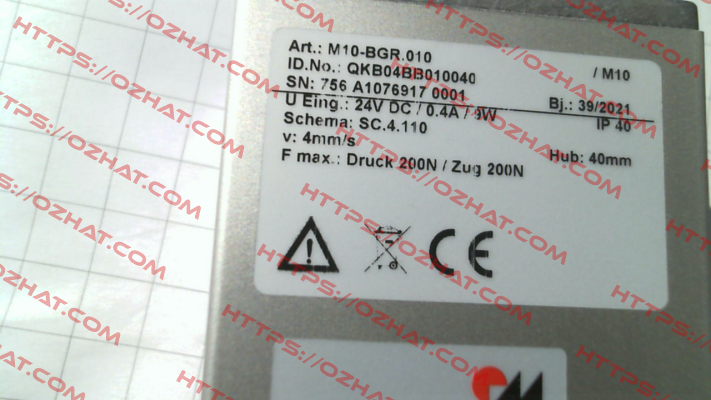 Art.: M10-BGR.010 / M10
ID.No.: QKB04BB010040
SN: 756 A1076917 0001 Bj.: 39/2021
U Eing.: 24V DC / 0.4A / 9W IP 40
Schema: SC.4.110
v: 4mm/s Hub: 40mm
F max.: Druck 200N / Zug 200N
CE
HTTPS://OZHAT.COM